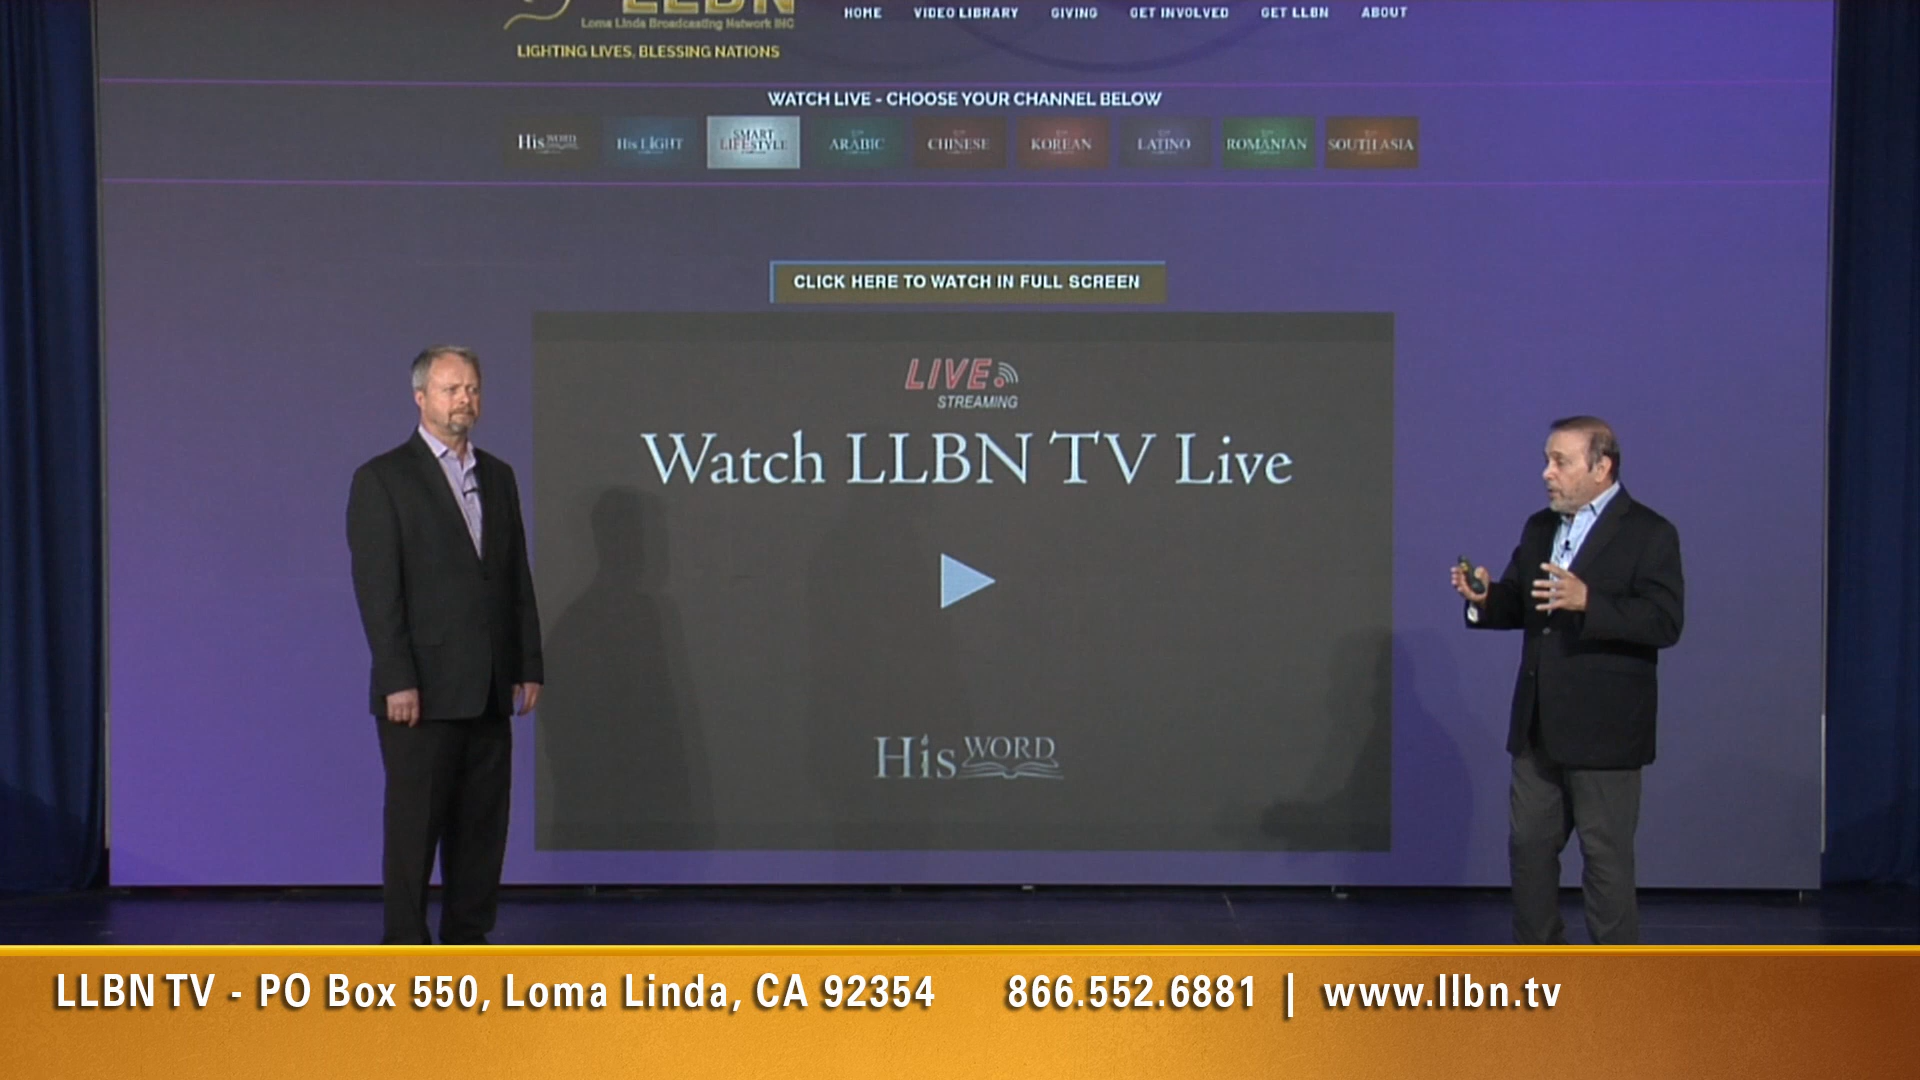 LLBN
Loma Linda Broadcasting Network INC
LIGHTING LIVES, BLESSING NATIONS
HOME VIDEO LIBRARY GIVING GET INVOLVED GET LLBN ABOUT
WATCH LIVE - CHOOSE YOUR CHANNEL BELOW
His WORD His LIGHT SMART LIFESTYLE ARABIC CHINESE KOREAN LATINO ROMANIAN SOUTH ASIA
CLICK HERE TO WATCH IN FULL SCREEN
LIVE
STREAMING
Watch LLBN TV Live
His WORD
LLBN TV - PO Box 550, Loma Linda, CA 92354 866.552.6881 | www.llbn.tv